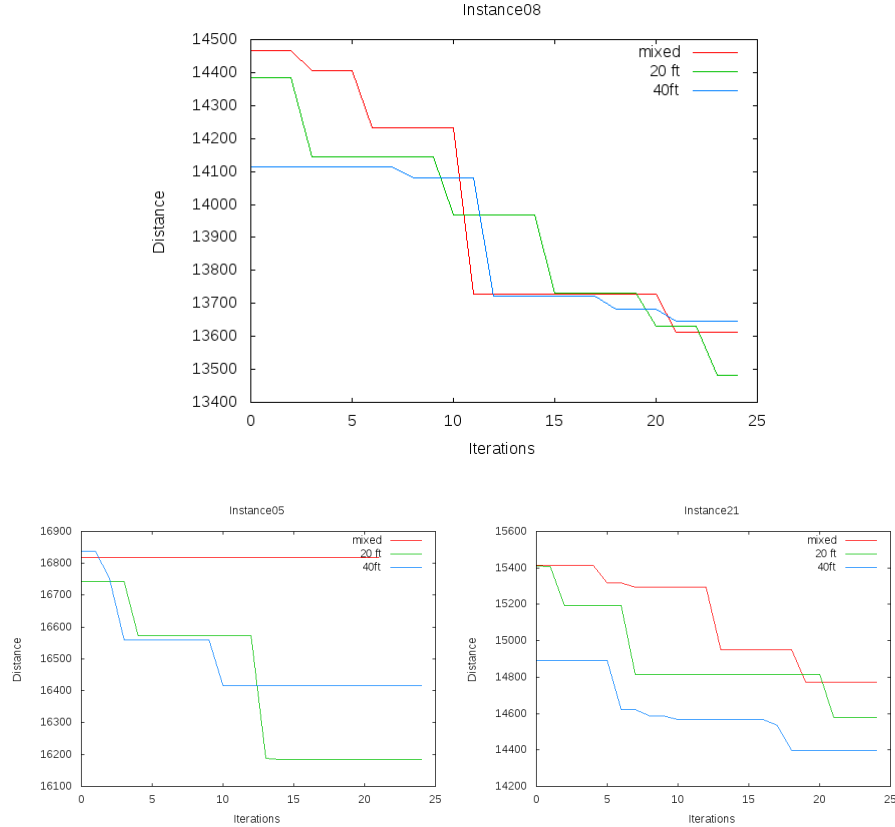 Instance08
14500
14400
14300
14200
14100
14000
13900
13800
13700
13600
13500
13400
Distance
mixed
20 ft
40ft
0 5 10 15 20 25
Iterations
Instance05
16900
16800
16700
16600
16500
16400
16300
16200
16100
Distance
mixed
20 ft
40ft
0 5 10 15 20 25
Iterations
Instance21
15600
15400
15200
15000
14800
14600
14400
14200
Distance
mixed
20 ft
40ft
0 5 10 15 20 25
Iterations